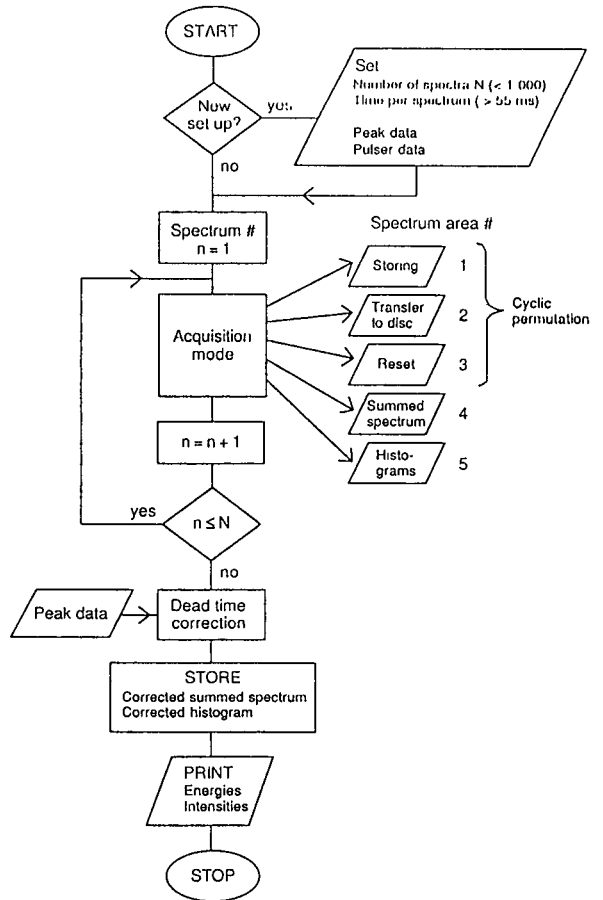 START
Set
Number of spectra N (< 1 000)
Time per spectrum ( > 55 ms)
Peak data
Pulser data
New
set up?
yes
no
Spectrum #
n = 1
Spectrum area #
Storing
1
Transfer
to disc
2
Reset
3
Cyclic
permutation
Acquisition
mode
Summed
spectrum
4
Histo-
grams
5
n = n + 1
yes
n ≤ N
no
Peak data
Dead time
correction
STORE
Corrected summed spectrum
Corrected histogram
PRINT
Energies
Intensities
STOP